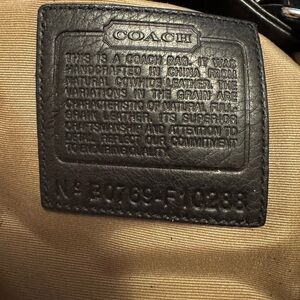 COACH
THIS IS A COACH BAG. IT WAS
HANDCRAFTED IN CHINA FROM
NATURAL COWHIDE LEATHER. THE
VARIATIONS IN THE GRAIN ARE
CHARACTERISTIC OF NATURAL FULL-
GRAIN LEATHER. ITS SUPERIOR
CRAFTSMANSHIP AND ATTENTION TO
DETAIL REFLECT OUR COMMITMENT
TO ENDURING QUALITY.
Nº B0769-F10288